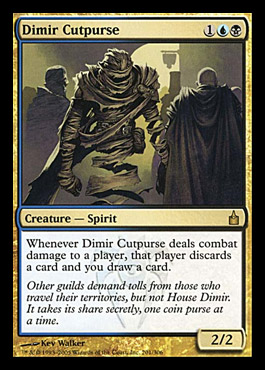 Dimir Cutpurse 1
Creature — Spirit
Whenever Dimir Cutpurse deals combat
damage to a player, that player discards
a card and you draw a card.
Other guilds demand tolls from those who
travel their territories, but not House Dimir.
It takes its share secretly, one coin purse at
a time.
Kev Walker
2/2